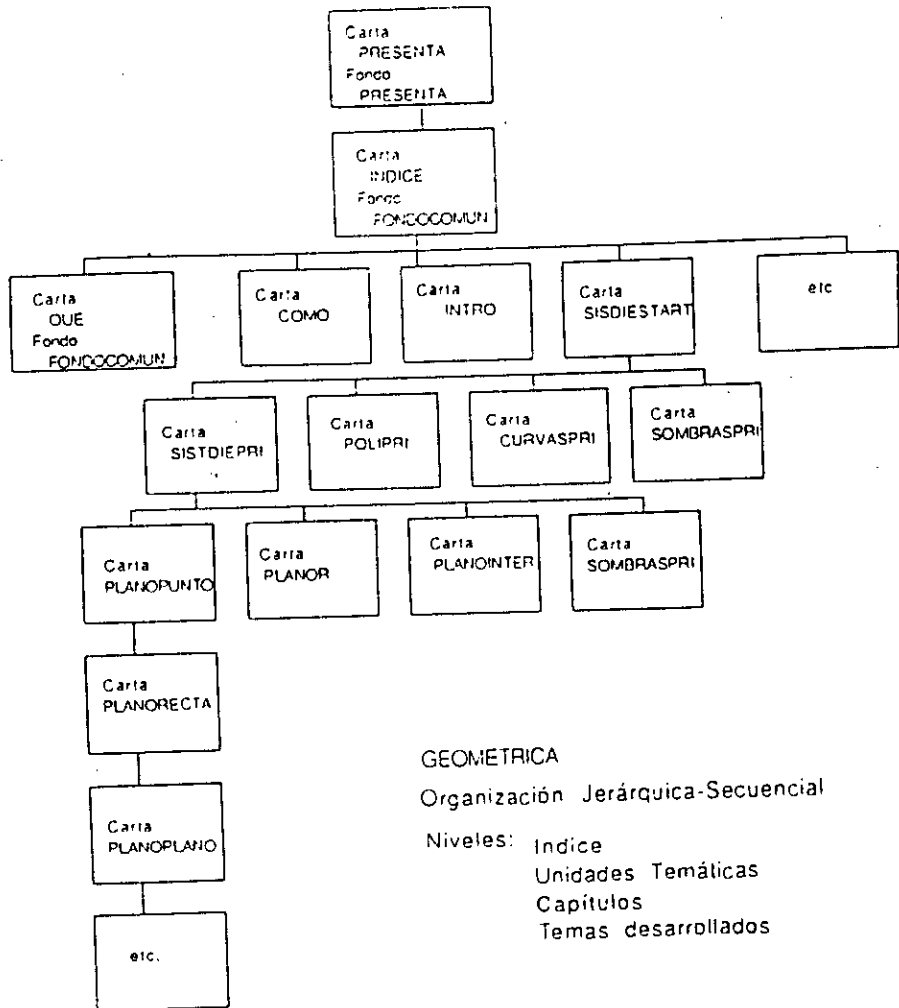 Carta
PRESENTA
Fondo
PRESENTA
Carta
INDICE
Fondo
FONDOCOMUN
Carta
QUE
Fondo
FONDOCOMUN
Carta
COMO
Carta
INTRO
Carta
SISDIESTART
etc
Carta
SISTDIEPRI
Carta
POLIPRI
Carta
CURVASPRI
Carta
SOMBRASPRI
Carta
PLANOPUNTO
Carta
PLANOR
Carta
PLANOINTER
Carta
SOMBRASPRI
Carta
PLANORECTA
Carta
PLANOPLANO
etc.
GEOMETRICA
Organización Jerárquica-Secuencial
Niveles: Indice
Unidades Temáticas
Capítulos
Temas desarrollados